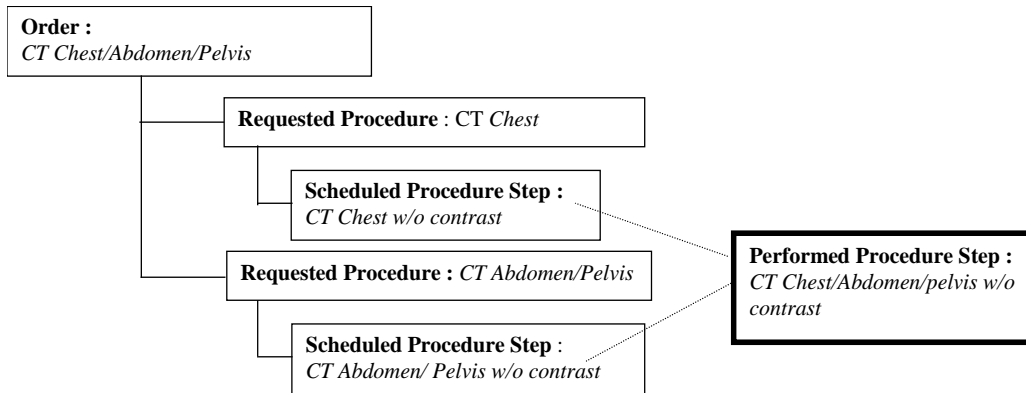 Order :
CT Chest/Abdomen/Pelvis
Requested Procedure : CT Chest
Scheduled Procedure Step :
CT Chest w/o contrast
Requested Procedure : CT Abdomen/Pelvis
Scheduled Procedure Step :
CT Abdomen/ Pelvis w/o contrast
Performed Procedure Step :
CT Chest/Abdomen/pelvis w/o
contrast